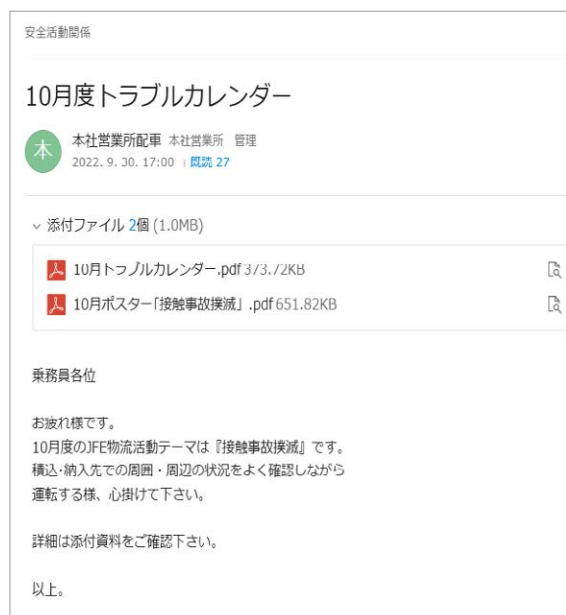 安全活動関係
10月度トラブルカレンダー
本
本社営業所配車 本社営業所 管理
2022. 9. 30. 17:00 | 既読 27
添付ファイル 2個 (1.0MB)
10月トラブルカレンダー.pdf 373.72KB
10月ポスター「接触事故撲滅」.pdf 651.82KB
乗務員各位
お疲れ様です。
10月度のJFE物流活動テーマは『接触事故撲滅』です。
積込・納入先での周囲・周辺の状況をよく確認しながら
運転する様、心掛けて下さい。
詳細は添付資料をご確認下さい。
以上。